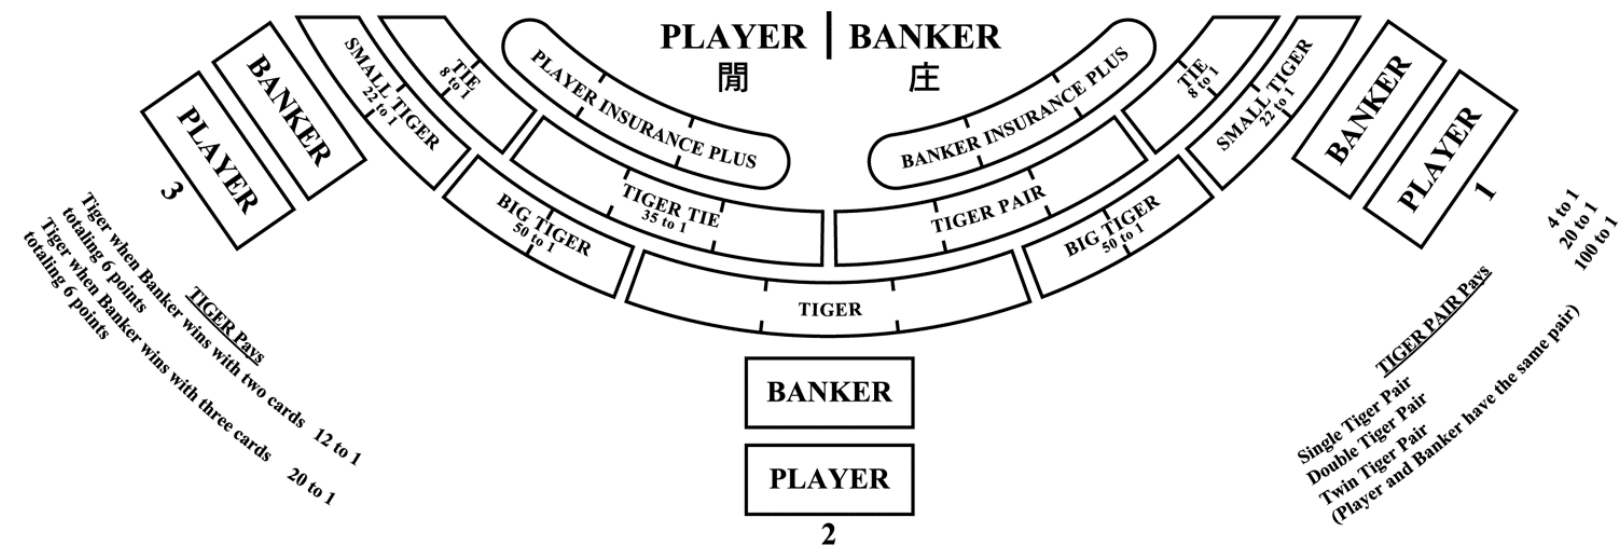 PLAYER | BANKER
閒 庄
BANKER
PLAYER
3
SMALL TIGER
22 to 1
TIE
8 to 1
PLAYER INSURANCE PLUS
BANKER INSURANCE PLUS
TIE
8 to 1
SMALL TIGER
22 to 1
BANKER
PLAYER
1
BIG TIGER
50 to 1
TIGER TIE
35 to 1
TIGER PAIR
BIG TIGER
50 to 1
TIGER
BANKER
PLAYER
2
TIGER Pays
Tiger when Banker wins with two cards 12 to 1
totaling 6 points
Tiger when Banker wins with three cards 20 to 1
totaling 6 points
TIGER PAIR Pays
Single Tiger Pair 4 to 1
Double Tiger Pair 20 to 1
Twin Tiger Pair 100 to 1
(Player and Banker have the same pair)